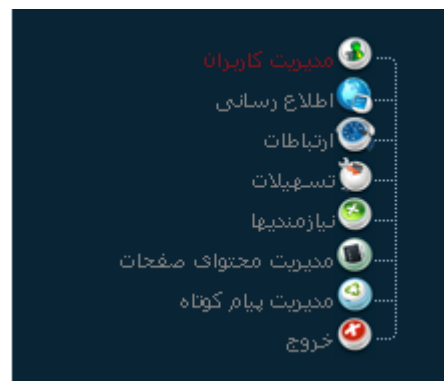 مدیریت کاربران
اطلاع رسانی
ارتباطات
تسهیلات
نیازمندیها
مدیریت محتوای صفحات
مدیریت پیام کوتاه
خروج